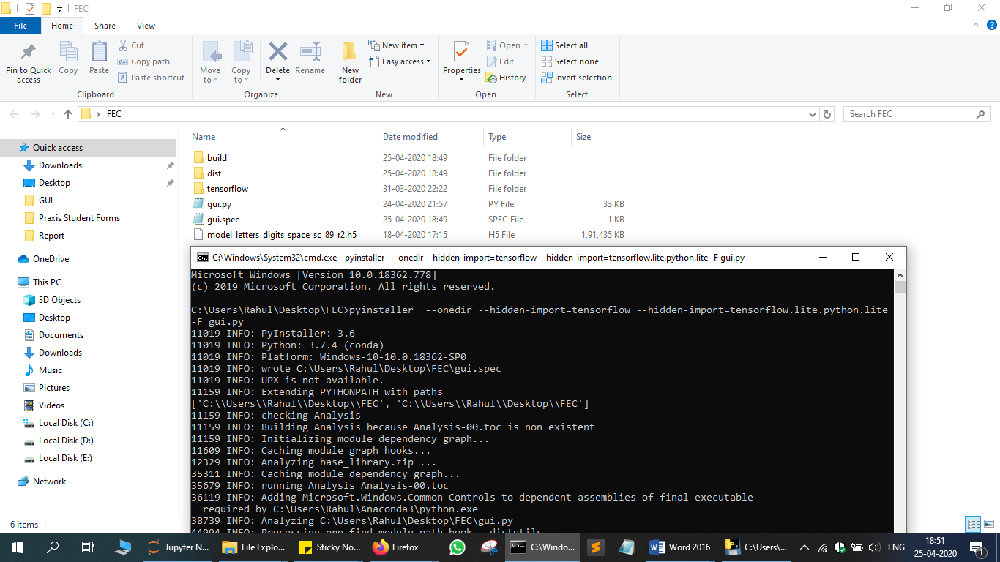 FEC
File Home Share View
Pin to Quick access
Copy
Paste
Cut
Copy path
Paste shortcut
Clipboard
Move to
Copy to
Delete
Rename
Organize
New folder
New item
Easy access
New
Properties
Open
Edit
History
Open
Select all
Select none
Invert selection
Select
FEC
Search FEC
Quick access
Downloads
Desktop
GUI
Praxis Student Forms
Report
OneDrive
This PC
3D Objects
Desktop
Documents
Downloads
Music
Pictures
Videos
Local Disk (C:)
Local Disk (D:)
Local Disk (E:)
Network
Name Date modified Type Size
build 25-04-2020 18:49 File folder
dist 25-04-2020 18:49 File folder
tensorflow 31-03-2020 22:22 File folder
gui.py 24-04-2020 21:57 PY File 33 KB
gui.spec 25-04-2020 18:49 SPEC File 1 KB
model_letters_digits_space_sc_89_r2.h5 18-04-2020 17:15 H5 File 1,91,435 KB
C:\Windows\System32\cmd.exe - pyinstaller --onedir --hidden-import=tensorflow --hidden-import=tensorflow.lite.python.lite -F gui.py
Microsoft Windows [Version 10.0.18362.778]
(c) 2019 Microsoft Corporation. All rights reserved.
C:\Users\Rahul\Desktop\FEC>pyinstaller --onedir --hidden-import=tensorflow --hidden-import=tensorflow.lite.python.lite
-F gui.py
11019 INFO: PyInstaller: 3.6
11019 INFO: Python: 3.7.4 (conda)
11019 INFO: Platform: Windows-10-10.0.18362-SP0
11019 INFO: wrote C:\Users\Rahul\Desktop\FEC\gui.spec
11019 INFO: UPX is not available.
11159 INFO: Extending PYTHONPATH with paths
['C:\\Users\\Rahul\\Desktop\\FEC', 'C:\\Users\\Rahul\\Desktop\\FEC']
11159 INFO: checking Analysis
11159 INFO: Building Analysis because Analysis-00.toc is non existent
11159 INFO: Initializing module dependency graph...
11609 INFO: Caching module graph hooks...
12329 INFO: Analyzing base_library.zip ...
35311 INFO: Caching module dependency graph...
35679 INFO: running Analysis Analysis-00.toc
36119 INFO: Adding Microsoft.Windows.Common-Controls to dependent assemblies of final executable
required by C:\Users\Rahul\Anaconda3\python.exe
38739 INFO: Analyzing C:\Users\Rahul\Desktop\FEC\gui.py
6 items
Jupyter N...
File Explo...
Sticky No...
Firefox
C:\Windo...
Word 2016
C:\Users\...
ENG
18:51
25-04-2020
1